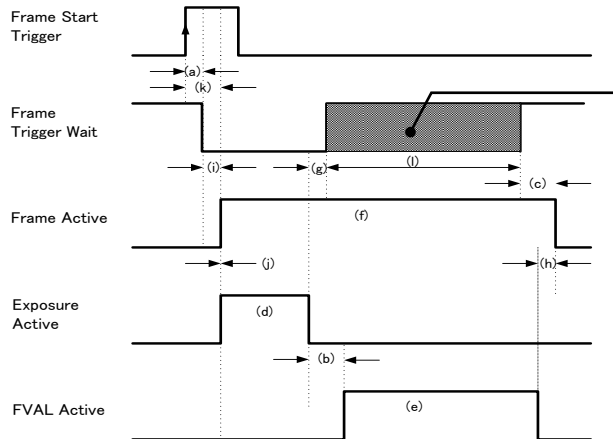 Frame Start
Trigger
(a)
(k)
Frame
Trigger Wait
(i)
(g)
(l)
(c)
Frame Active
(f)
(j)
(h)
Exposure
Active
(d)
(b)
FVAL Active
(e)